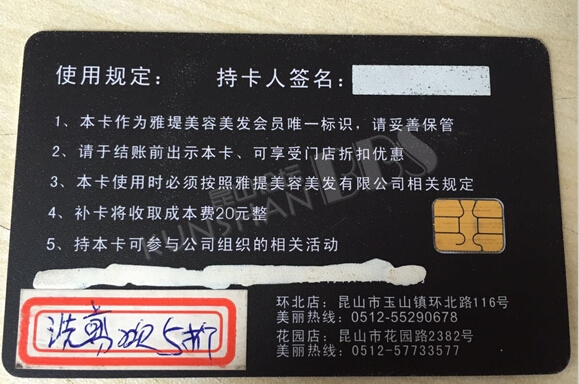 使用规定： 持卡人签名：
1、本卡作为雅堤美容美发会员唯一标识，请妥善保管
2、请于结账前出示本卡、可享受门店折扣优惠
3、本卡使用时必须按照雅提美容美发有限公司相关规定
4、补卡将收取成本费20元整
5、持本卡可参与公司组织的相关活动
KUNSHAN BBS
环北店：昆山市玉山镇环北路116号
美丽热线：0512-55290678
花园店：昆山市花园路2382号
美丽热线：0512-57733577
洗剪
5折